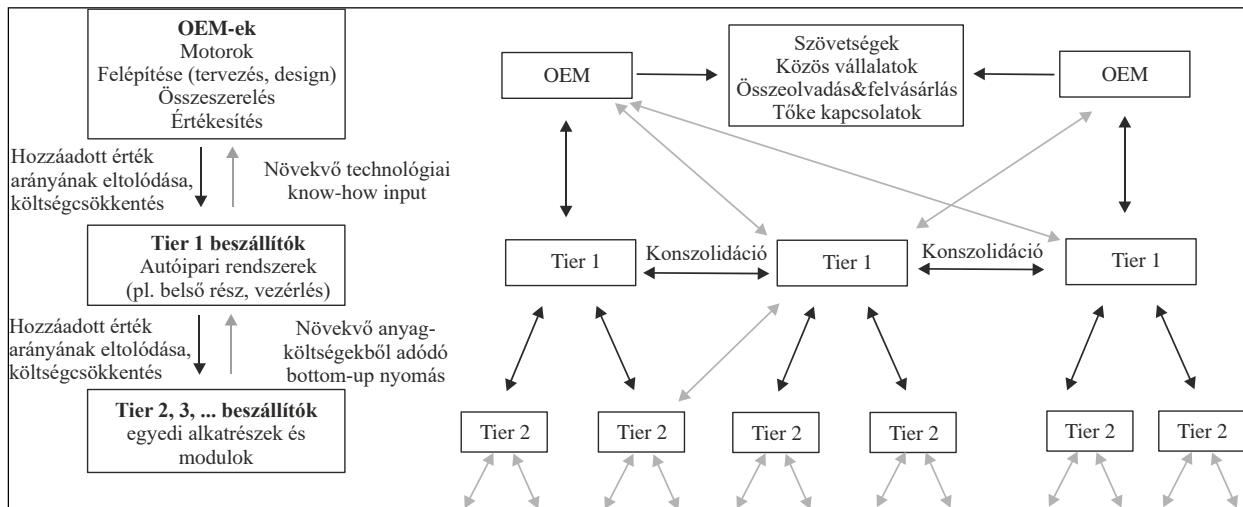 OEM-ek
Motorok
Felépítése (tervezés, design)
Összeszerelés
Értékesítés
Hozzáadott érték
arányának eltolódása,
költségcsökkentés
Növekvő technológiai
know-how input
Tier 1 beszállítók
Autóipari rendszerek
(pl. belső rész, vezérlés)
Hozzáadott érték
arányának eltolódása,
költségcsökkentés
Növekvő anyag-
költségekből adódó
bottom-up nyomás
Tier 2, 3, ... beszállítók
egyedi alkatrészek és
modulok
OEM
Szövetségek
Közös vállalatok
Összeolvadás&felvásárlás
Tőke kapcsolatok
OEM
Tier 1
Konszolidáció
Tier 1
Konszolidáció
Tier 1
Tier 2
Tier 2
Tier 2
Tier 2
Tier 2
Tier 2